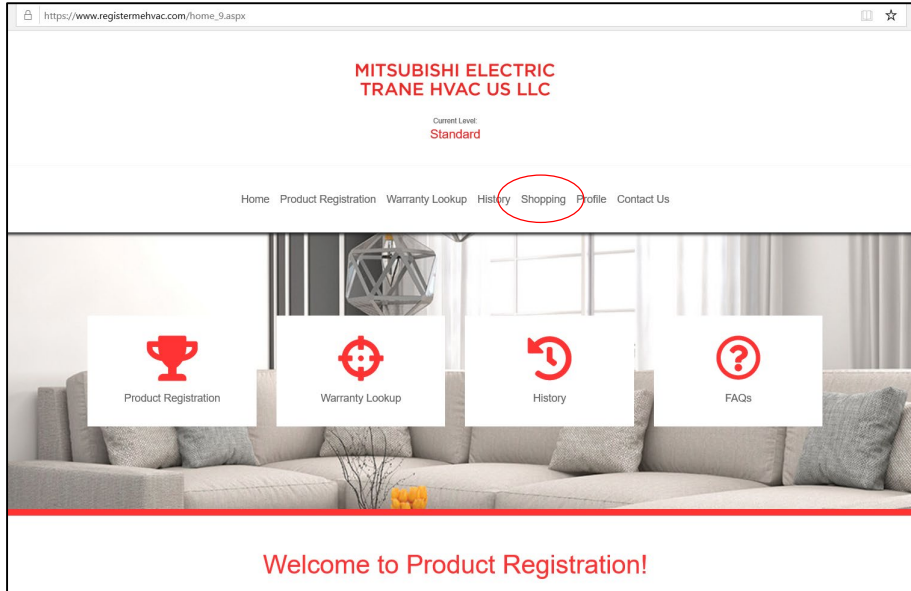 https://www.registermehvac.com/home_9.aspx
MITSUBISHI ELECTRIC
TRANE HVAC US LLC
Current Level:
Standard
Home Product Registration Warranty Lookup History Shopping Profile Contact Us
Product Registration Warranty Lookup History FAQs
Welcome to Product Registration!